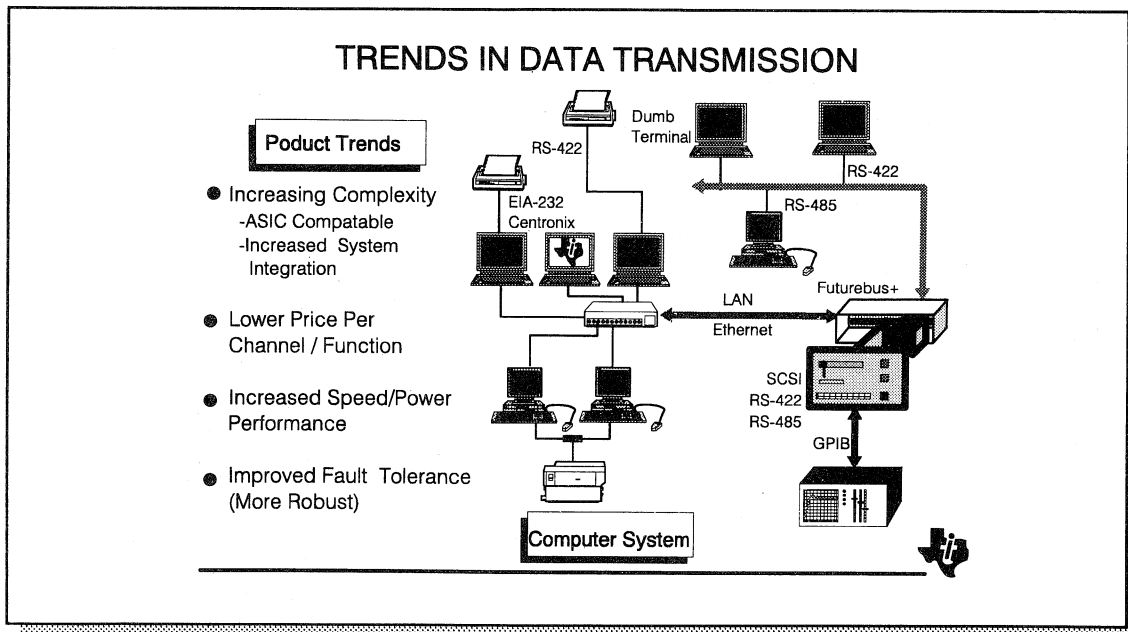 TRENDS IN DATA TRANSMISSION
Poduct Trends
Increasing Complexity
-ASIC Compatable
-Increased System
Integration
Lower Price Per
Channel / Function
Increased Speed/Power
Performance
Improved Fault Tolerance
(More Robust)
RS-422
EIA-232
Centronix
Dumb
Terminal
RS-422
RS-485
LAN
Ethernet
Futurebus+
SCSI
RS-422
RS-485
GPIB
Computer System